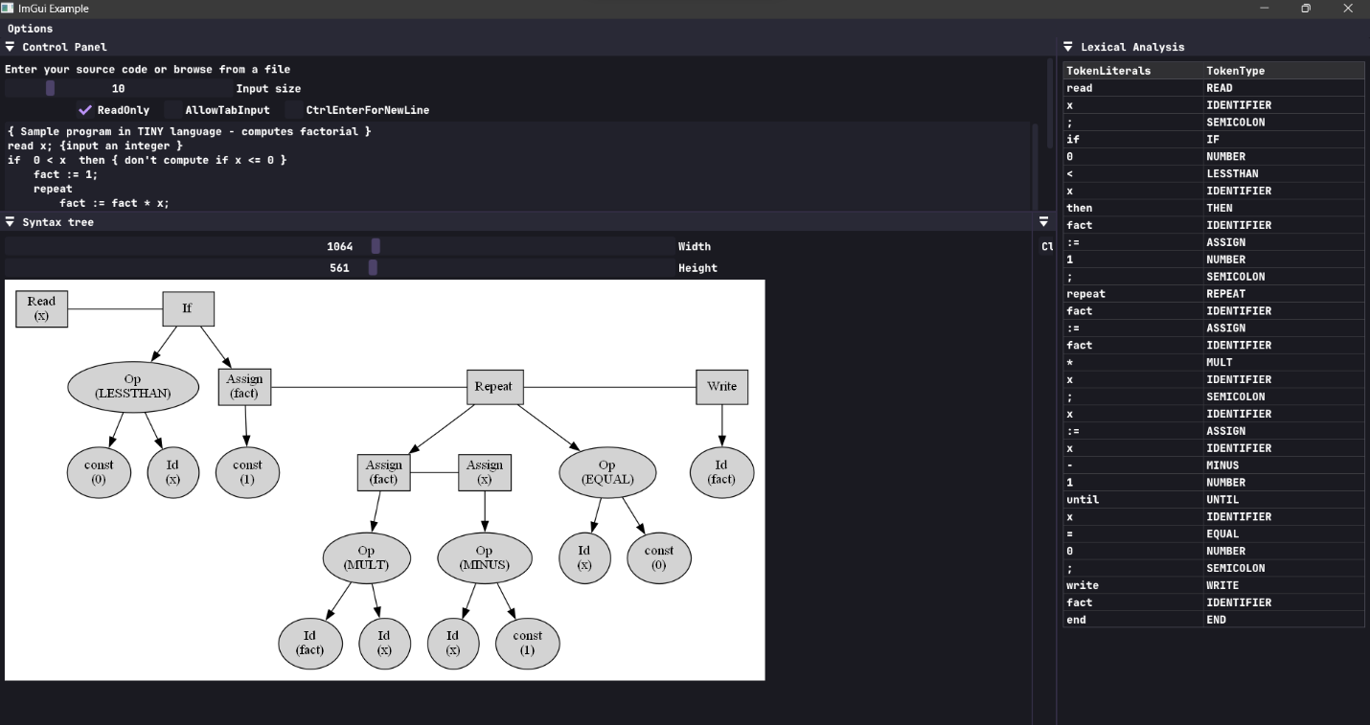 ImGui Example
Options
Control Panel
Enter your source code or browse from a file
10 Input size
ReadOnly AllowTabInput CtrlEnterForNewLine
{ Sample program in TINY language - computes factorial }
read x; {input an integer }
if  0 < x  then { don't compute if x <= 0 }
    fact := 1;
    repeat
        fact := fact * x;
Syntax tree
1064 Width
561 Height
Read
(x)
If
Op
(LESSTHAN)
Assign
(fact)
Repeat
Write
const
(0)
Id
(x)
const
(1)
Assign
(fact)
Assign
(x)
Op
(EQUAL)
Id
(fact)
Op
(MULT)
Op
(MINUS)
Id
(x)
const
(0)
Id
(fact)
Id
(x)
Id
(x)
const
(1)
Cl
Lexical Analysis
TokenLiterals TokenType
read READ
x IDENTIFIER
; SEMICOLON
if IF
0 NUMBER
< LESSTHAN
x IDENTIFIER
then THEN
fact IDENTIFIER
:= ASSIGN
1 NUMBER
; SEMICOLON
repeat REPEAT
fact IDENTIFIER
:= ASSIGN
fact IDENTIFIER
* MULT
x IDENTIFIER
; SEMICOLON
x IDENTIFIER
:= ASSIGN
x IDENTIFIER
- MINUS
1 NUMBER
until UNTIL
x IDENTIFIER
= EQUAL
0 NUMBER
; SEMICOLON
write WRITE
fact IDENTIFIER
end END